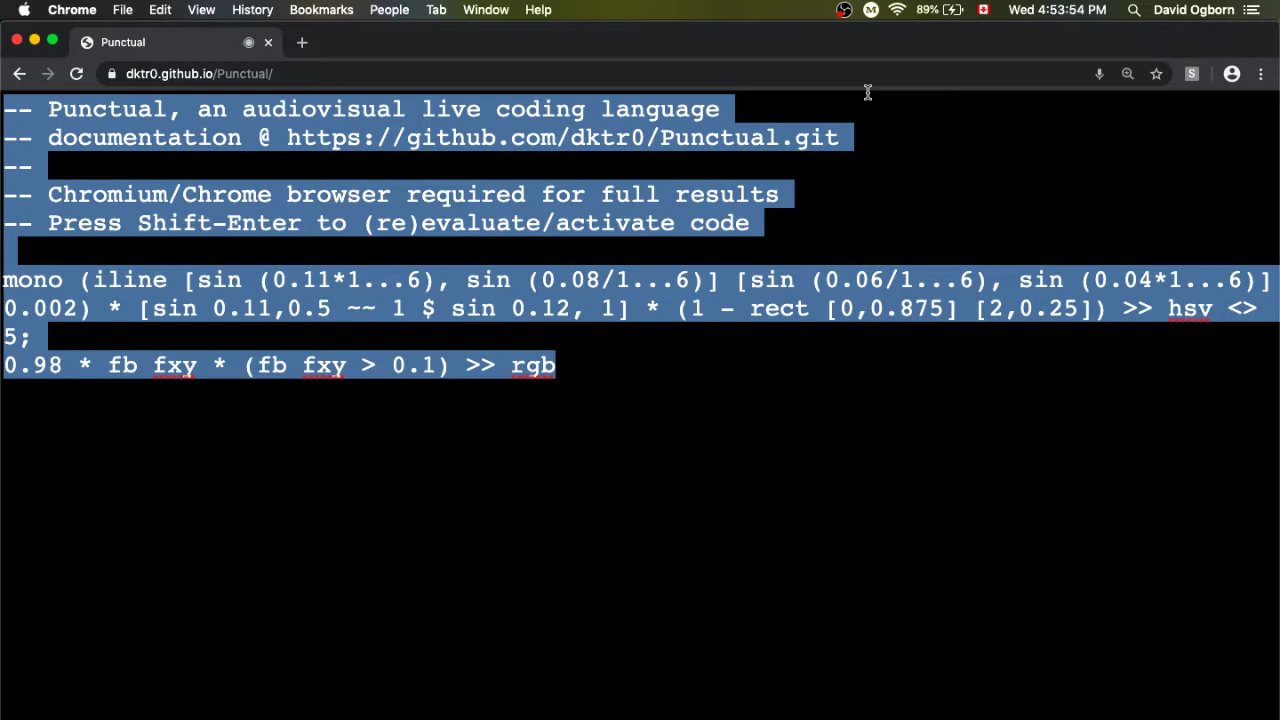 Chrome File Edit View History Bookmarks People Tab Window Help M 89% Wed 4:53:54 PM David Ogborn
Punctual
dktr0.github.io/Punctual/ S
-- Punctual, an audiovisual live coding language
-- documentation @ https://github.com/dktr0/Punctual.git
--
-- Chromium/Chrome browser required for full results
-- Press Shift-Enter to (re)evaluate/activate code
mono (iline [sin (0.11*1...6), sin (0.08/1...6)] [sin (0.06/1...6), sin (0.04*1...6)]
0.002) * [sin 0.11,0.5 ~~ 1 $ sin 0.12, 1] * (1 - rect [0,0.875] [2,0.25]) >> hsv <>
5;
0.98 * fb fxy * (fb fxy > 0.1) >> rgb